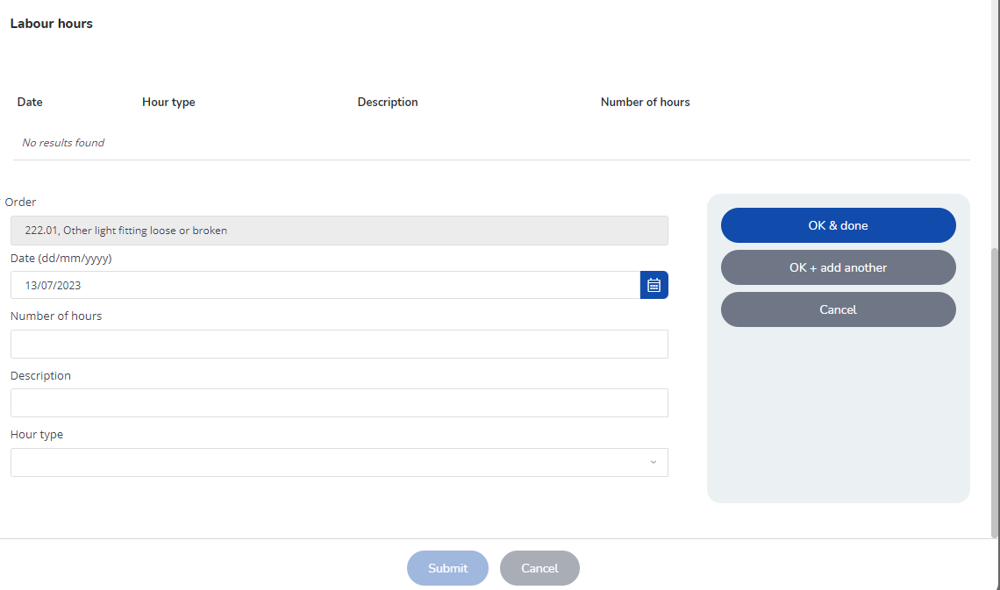 Labour hours
Date Hour type Description Number of hours
No results found
Order
222.01, Other light fitting loose or broken
Date (dd/mm/yyyy)
13/07/2023
Number of hours
Description
Hour type
OK & done
OK + add another
Cancel
Submit Cancel